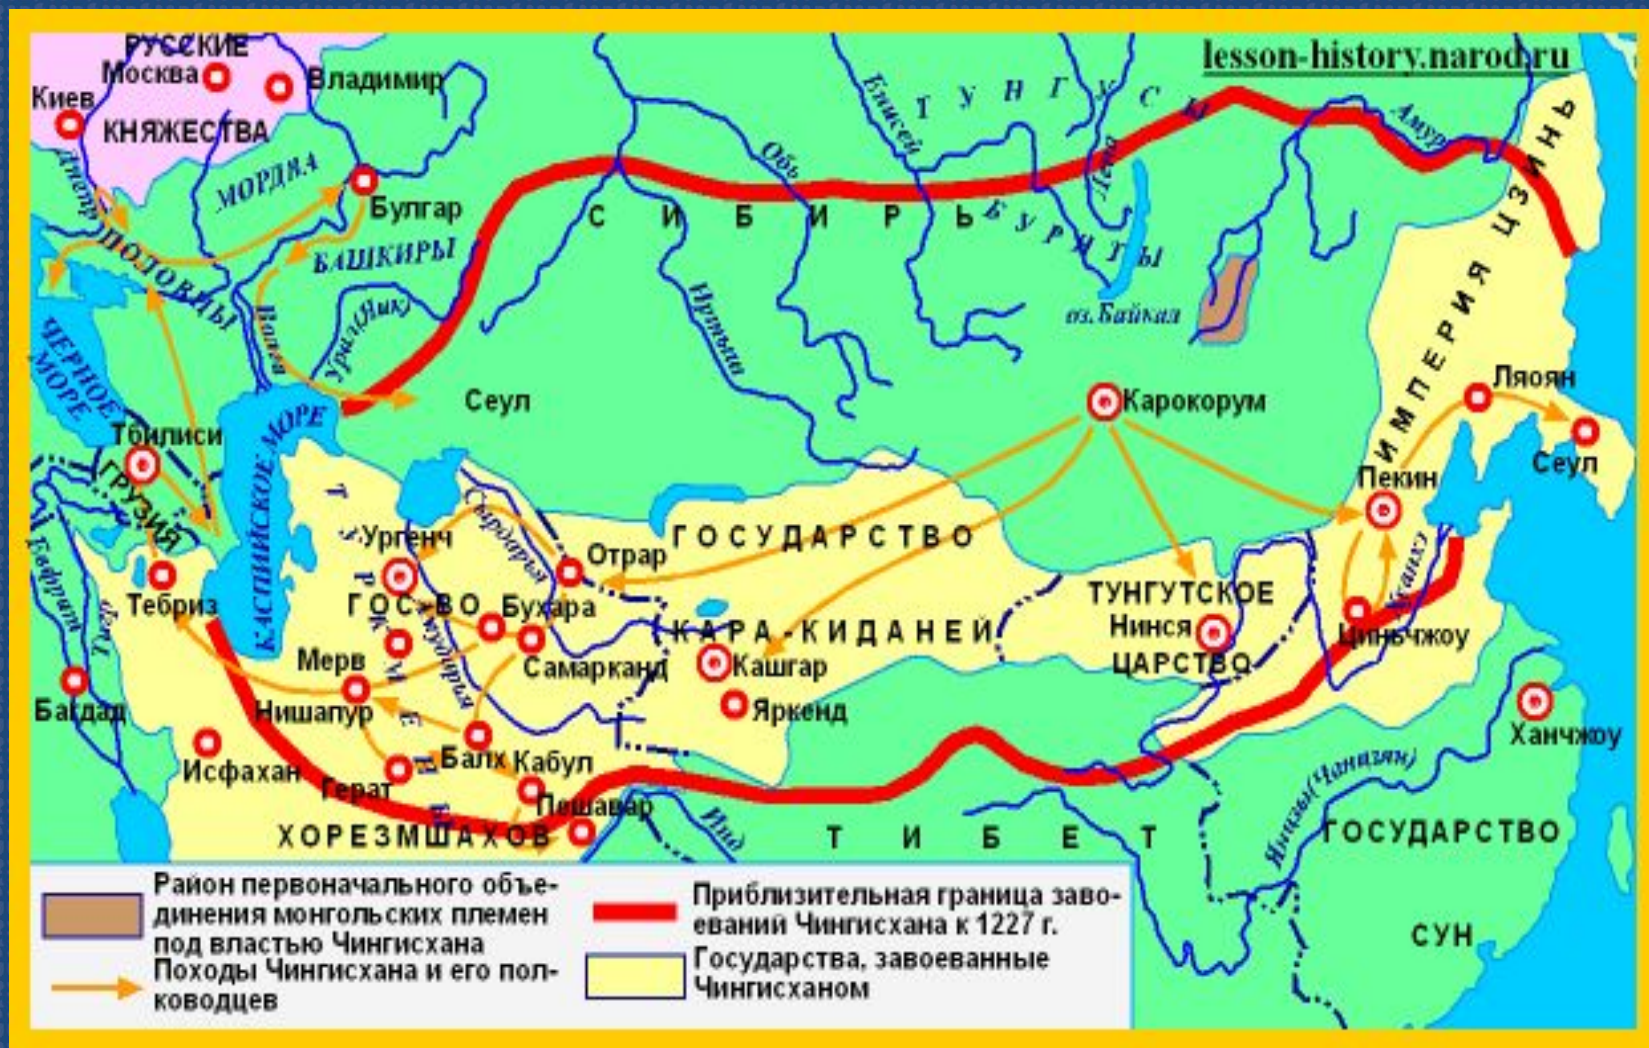 lesson-history.narod.ru
РУССКИЕ
Москва
Владимир
Киев
КНЯЖЕСТВА
Днепр
МОРДВА
Булгар
ПОЛОВЦЫ
БАШКИРЫ
Волга
Урал(Яик)
ЧЕРНОЕ
МОРЕ
КАСПИЙСКОЕ МОРЕ
Енисей
ТУНГУСЫ
Обь
Лена
Амур
СИБИРЬ
БУРЯТЫ
Иртыш
оз.Байкал
ИМПЕРИЯ ЦЗИНЬ
Сеул
Карокорум
Ляоян
Сеул
Пекин
Тбилиси
ГРУЗИЯ
Евфрат
Тигр
Тебриз
Багдад
ТУРКМЕНЫ
Ургенч
Сырдарья
Отрар
ГОСУДАРСТВО
ГОС-ВО
Бухара
Амударья
КАРА-КИДАНЕЙ
Самарканд
Кашгар
Яркенд
ТУНГУТСКОЕ
Нинся
ЦАРСТВО
Хуанхэ
Циньчжоу
Мерв
Нишапур
Исфахан
Герат
Балх
Кабул
Пешавар
ХОРЕЗМШАХОВ
Инд
ТИБЕТ
Ханчжоу
Янцзы(Чанцзян)
ГОСУДАРСТВО
СУН
Район первоначального объе-
динения монгольских племен
под властью Чингисхана
Походы Чингисхана и его пол-
ководцев
Приблизительная граница заво-
еваний Чингисхана к 1227 г.
Государства, завоеванные
Чингисханом